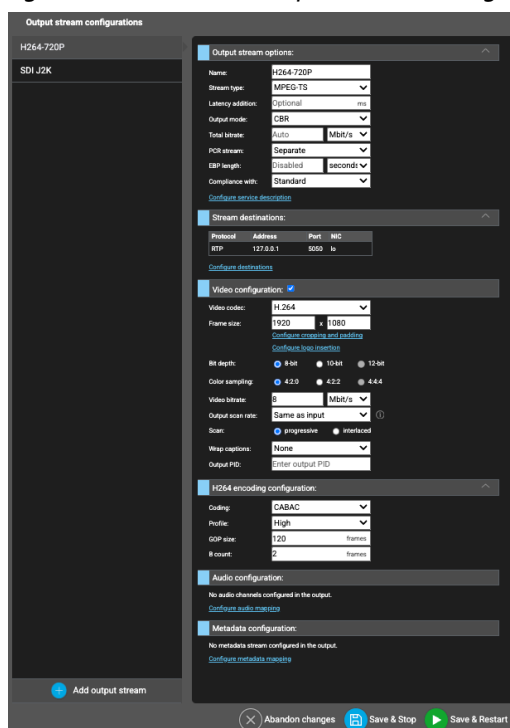 Output stream configurations
H264-720P
SDI J2K
Add output stream
Output stream options:
Name: H264-720P
Stream type: MPEG-TS
Latency addition: Optional ms
Output mode: CBR
Total bitrate: Auto Mbit/s
PCR stream: Separate
EBP length: Disabled seconds
Compliance with: Standard
Configure service description
Stream destinations:
Protocol Address Port NIC
RTP 127.0.0.1 5050 lo
Configure destinations
Video configuration:
Video codec: H.264
Frame size: 1920 x 1080
Configure cropping and padding
Configure logo insertion
Bit depth: 8-bit 10-bit 12-bit
Color sampling: 4:2:0 4:2:2 4:4:4
Video bitrate: 8 Mbit/s
Output scan rate: Same as input
Scan: progressive interlaced
Wrap captions: None
Output PID: Enter output PID
H264 encoding configuration:
Coding: CABAC
Profile: High
GOP size: 120 frames
B count: 2 frames
Audio configuration:
No audio channels configured in the output.
Configure audio mapping
Metadata configuration:
No metadata stream configured in the output.
Configure metadata mapping
Abandon changes Save & Stop Save & Restart